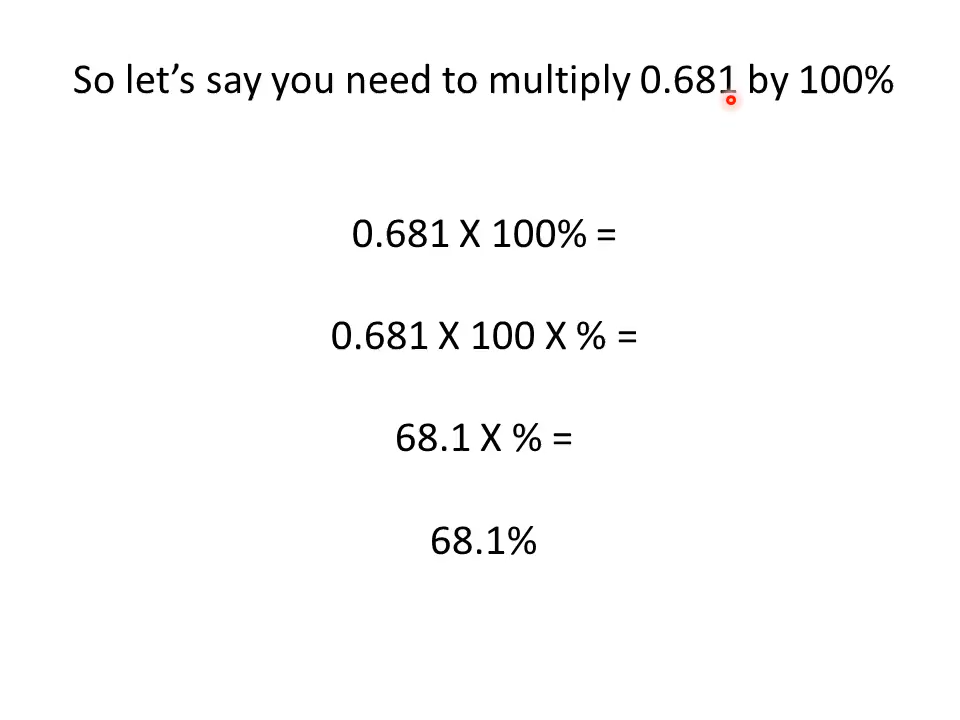 So let’s say you need to multiply 0.681 by 100%
0.681 X 100% =
0.681 X 100 X % =
68.1 X % =
68.1%